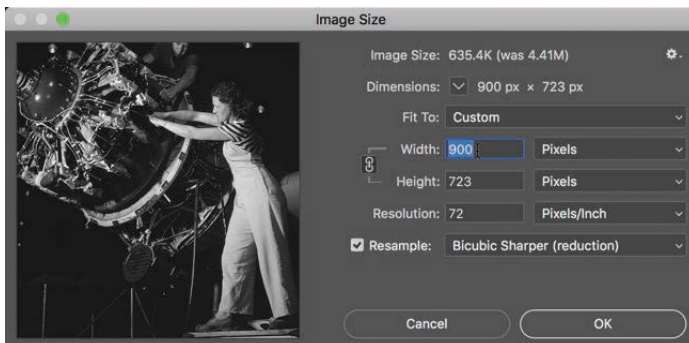 Image Size
Image Size: 635.4K (was 4.41M)
Dimensions: 900 px × 723 px
Fit To: Custom
Width: 900 Pixels
Height: 723 Pixels
Resolution: 72 Pixels/Inch
Resample: Bicubic Sharper (reduction)
Cancel OK